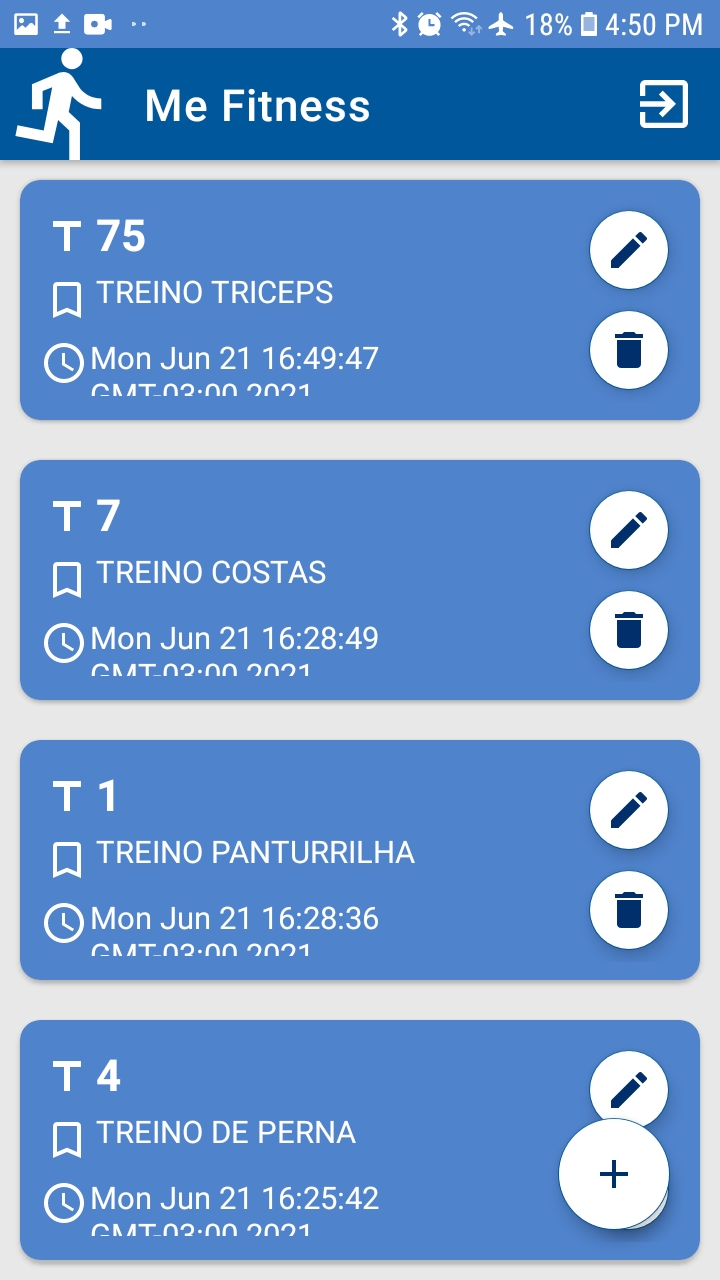 18% 4:50 PM
Me Fitness
T 75
TREINO TRICEPS
Mon Jun 21 16:49:47
GMT-03:00 2021
T 7
TREINO COSTAS
Mon Jun 21 16:28:49
GMT-03:00 2021
T 1
TREINO PANTURRILHA
Mon Jun 21 16:28:36
GMT-03:00 2021
T 4
TREINO DE PERNA
Mon Jun 21 16:25:42
GMT-03:00 2021